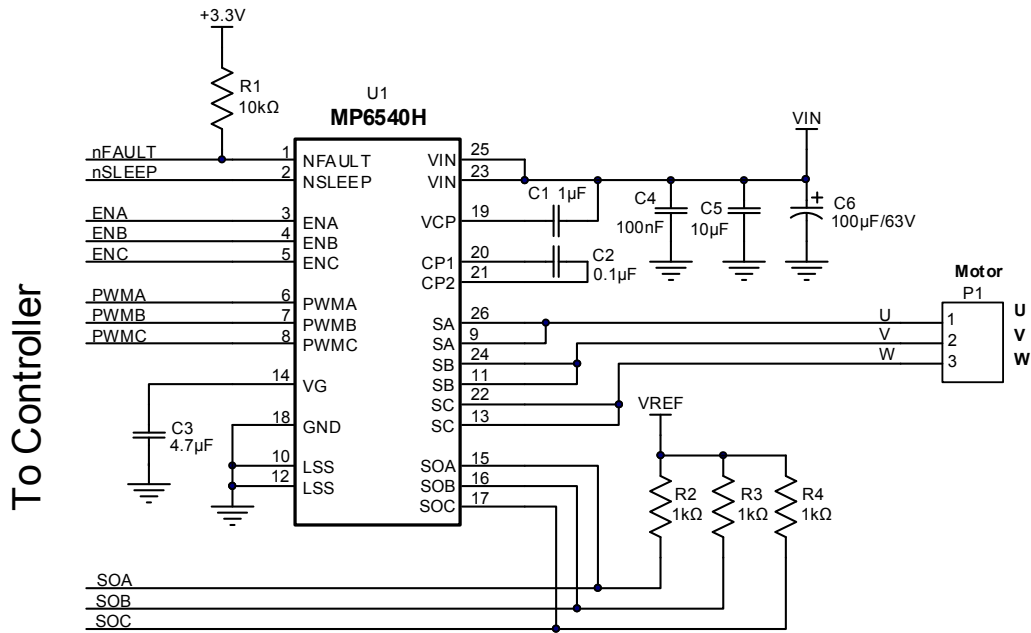 +3.3V
R1
10kΩ
U1
MP6540H
VIN
nFAULT
1
NFAULT
VIN
25
nSLEEP
2
NSLEEP
VIN
23
C1 1µF
C4
100nF
C5
10µF
C6
100µF/63V
+
ENA
3
ENA
VCP
19
ENB
4
ENB
ENC
5
ENC
CP1
20
C2
0.1µF
CP2
21
Motor
P1
PWMA
6
PWMA
SA
26
U
1
U
PWMB
7
PWMB
SA
9
V
2
V
PWMC
8
PWMC
SB
24
W
3
W
14
VG
SB
11
SC
22
VREF
C3
4.7µF
18
GND
SC
13
10
LSS
SOA
15
12
LSS
SOB
16
SOC
17
R2
1kΩ
R3
1kΩ
R4
1kΩ
To Controller
SOA
SOB
SOC